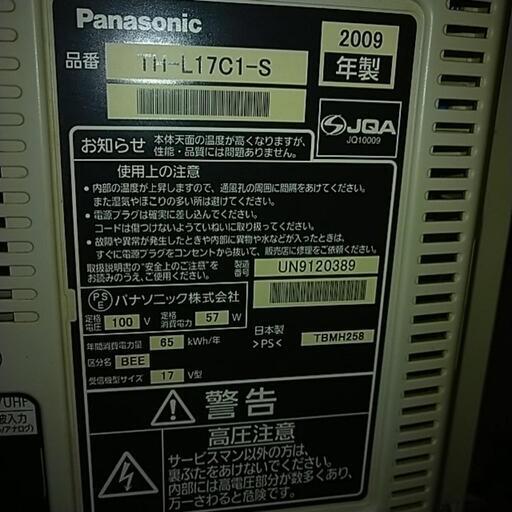 Panasonic
2009
年製
品番
TH-L17C1-S
JQA
JQ10009
お知らせ
本体天面の温度が高くなりますが、
性能・品質には問題ありません。
使用上の注意
• 内部の温度が上昇しますので、通風孔の周囲に間隔をあけてください。
また湿気やほこりの多い所は避けてください。
• 電源プラグは確実に差し込んでください。
コードは傷つけないようていねいに取り扱ってください。
• 故障や異常が発生したときや内部に異物や水などが入ったときは、
すぐに電源プラグをコンセントから抜いて、販売店に修理をご依頼ください。
取扱説明書の"安全上のご注意"を
お読みのうえ、ご使用ください。
製造
番号
UN9120389
PS
E
パナソニック株式会社
定格
電圧
100 V
定格
消費電力
57 W
日本製
>PS<
TBMH258
年間消費電力量 65 kWh/年
区分名 BEE
受信機型サイズ 17 V型
警告
高圧注意
サービスマン以外の方は、
裏ぶたをあけないでください。
内部には高電圧部分が数多くあり、
万一さわると危険です。
/UHF
波入力
アナログ)